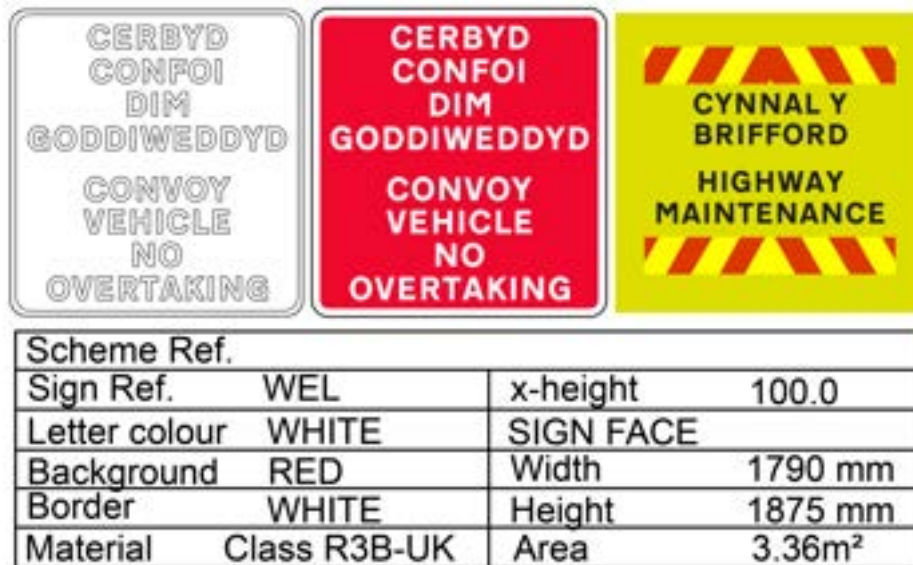 CERBYD
CONFOI
DIM
GODDIWEDDYD
CONVOY
VEHICLE
NO
OVERTAKING
CERBYD
CONFOI
DIM
GODDIWEDDYD
CONVOY
VEHICLE
NO
OVERTAKING
CYNNAL Y
BRIFFORD
HIGHWAY
MAINTENANCE
Scheme Ref.
Sign Ref. WEL x-height 100.0
Letter colour WHITE SIGN FACE
Background RED Width 1790 mm
Border WHITE Height 1875 mm
Material Class R3B-UK Area 3.36m²